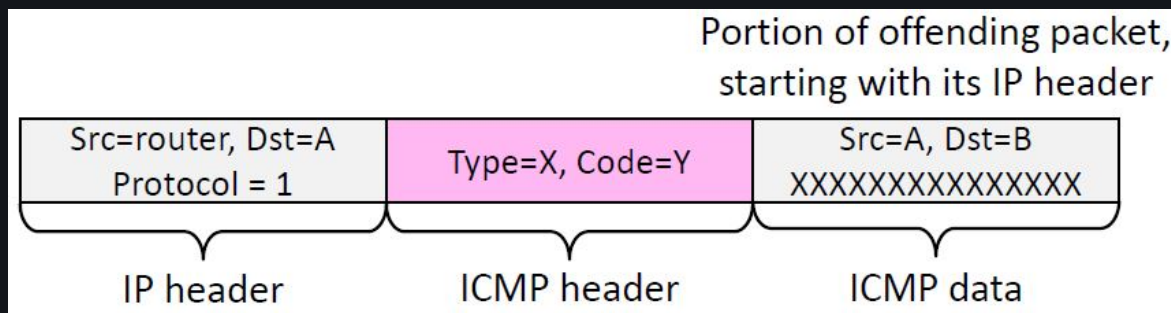 Portion of offending packet,
starting with its IP header
Src=router, Dst=A
Protocol = 1
Type=X, Code=Y
Src=A, Dst=B
XXXXXXXXXXXXXXX
IP header
ICMP header
ICMP data